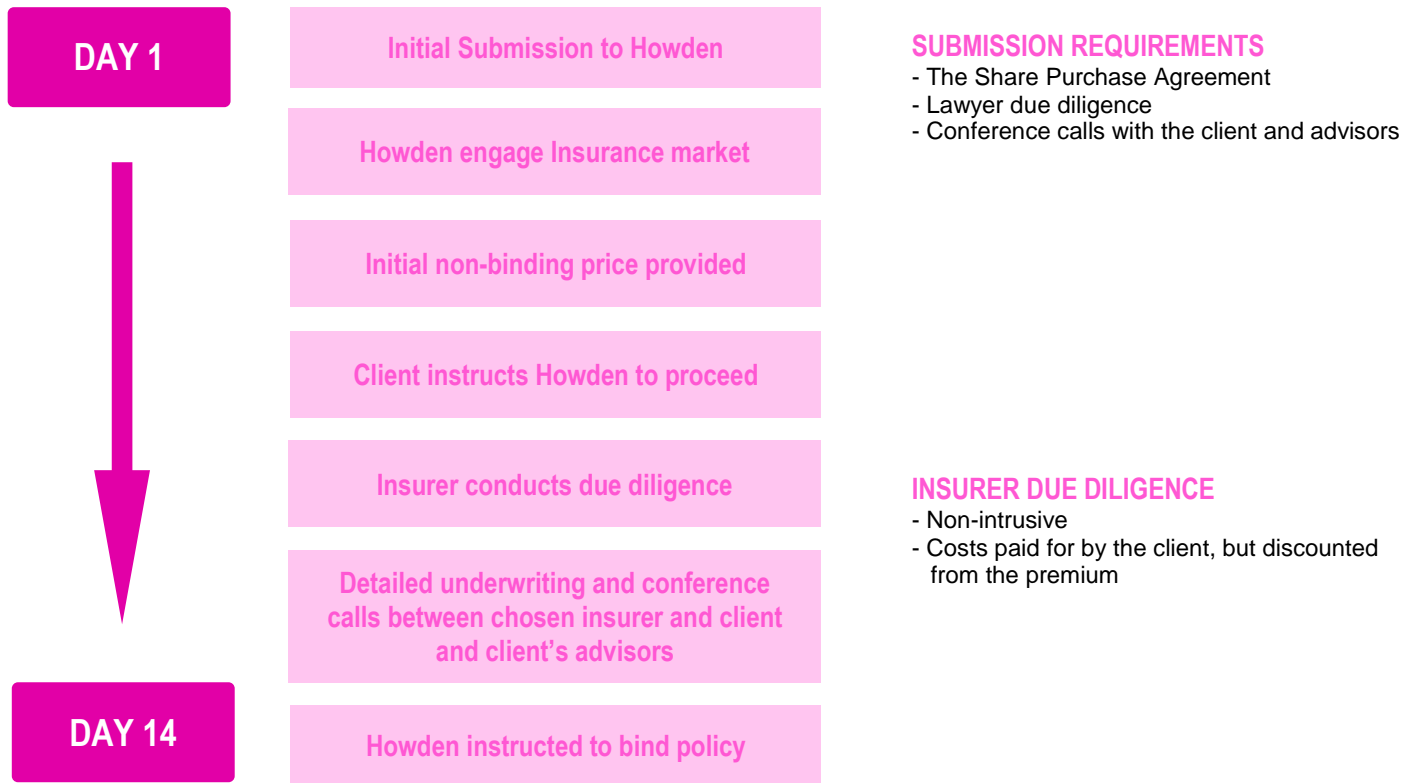 DAY 1
Initial Submission to Howden
Howden engage Insurance market
Initial non-binding price provided
Client instructs Howden to proceed
Insurer conducts due diligence
Detailed underwriting and conference
calls between chosen insurer and client
and client's advisors
DAY 14
Howden instructed to bind policy
SUBMISSION REQUIREMENTS
- The Share Purchase Agreement
- Lawyer due diligence
- Conference calls with the client and advisors
INSURER DUE DILIGENCE
- Non-intrusive
- Costs paid for by the client, but discounted
from the premium